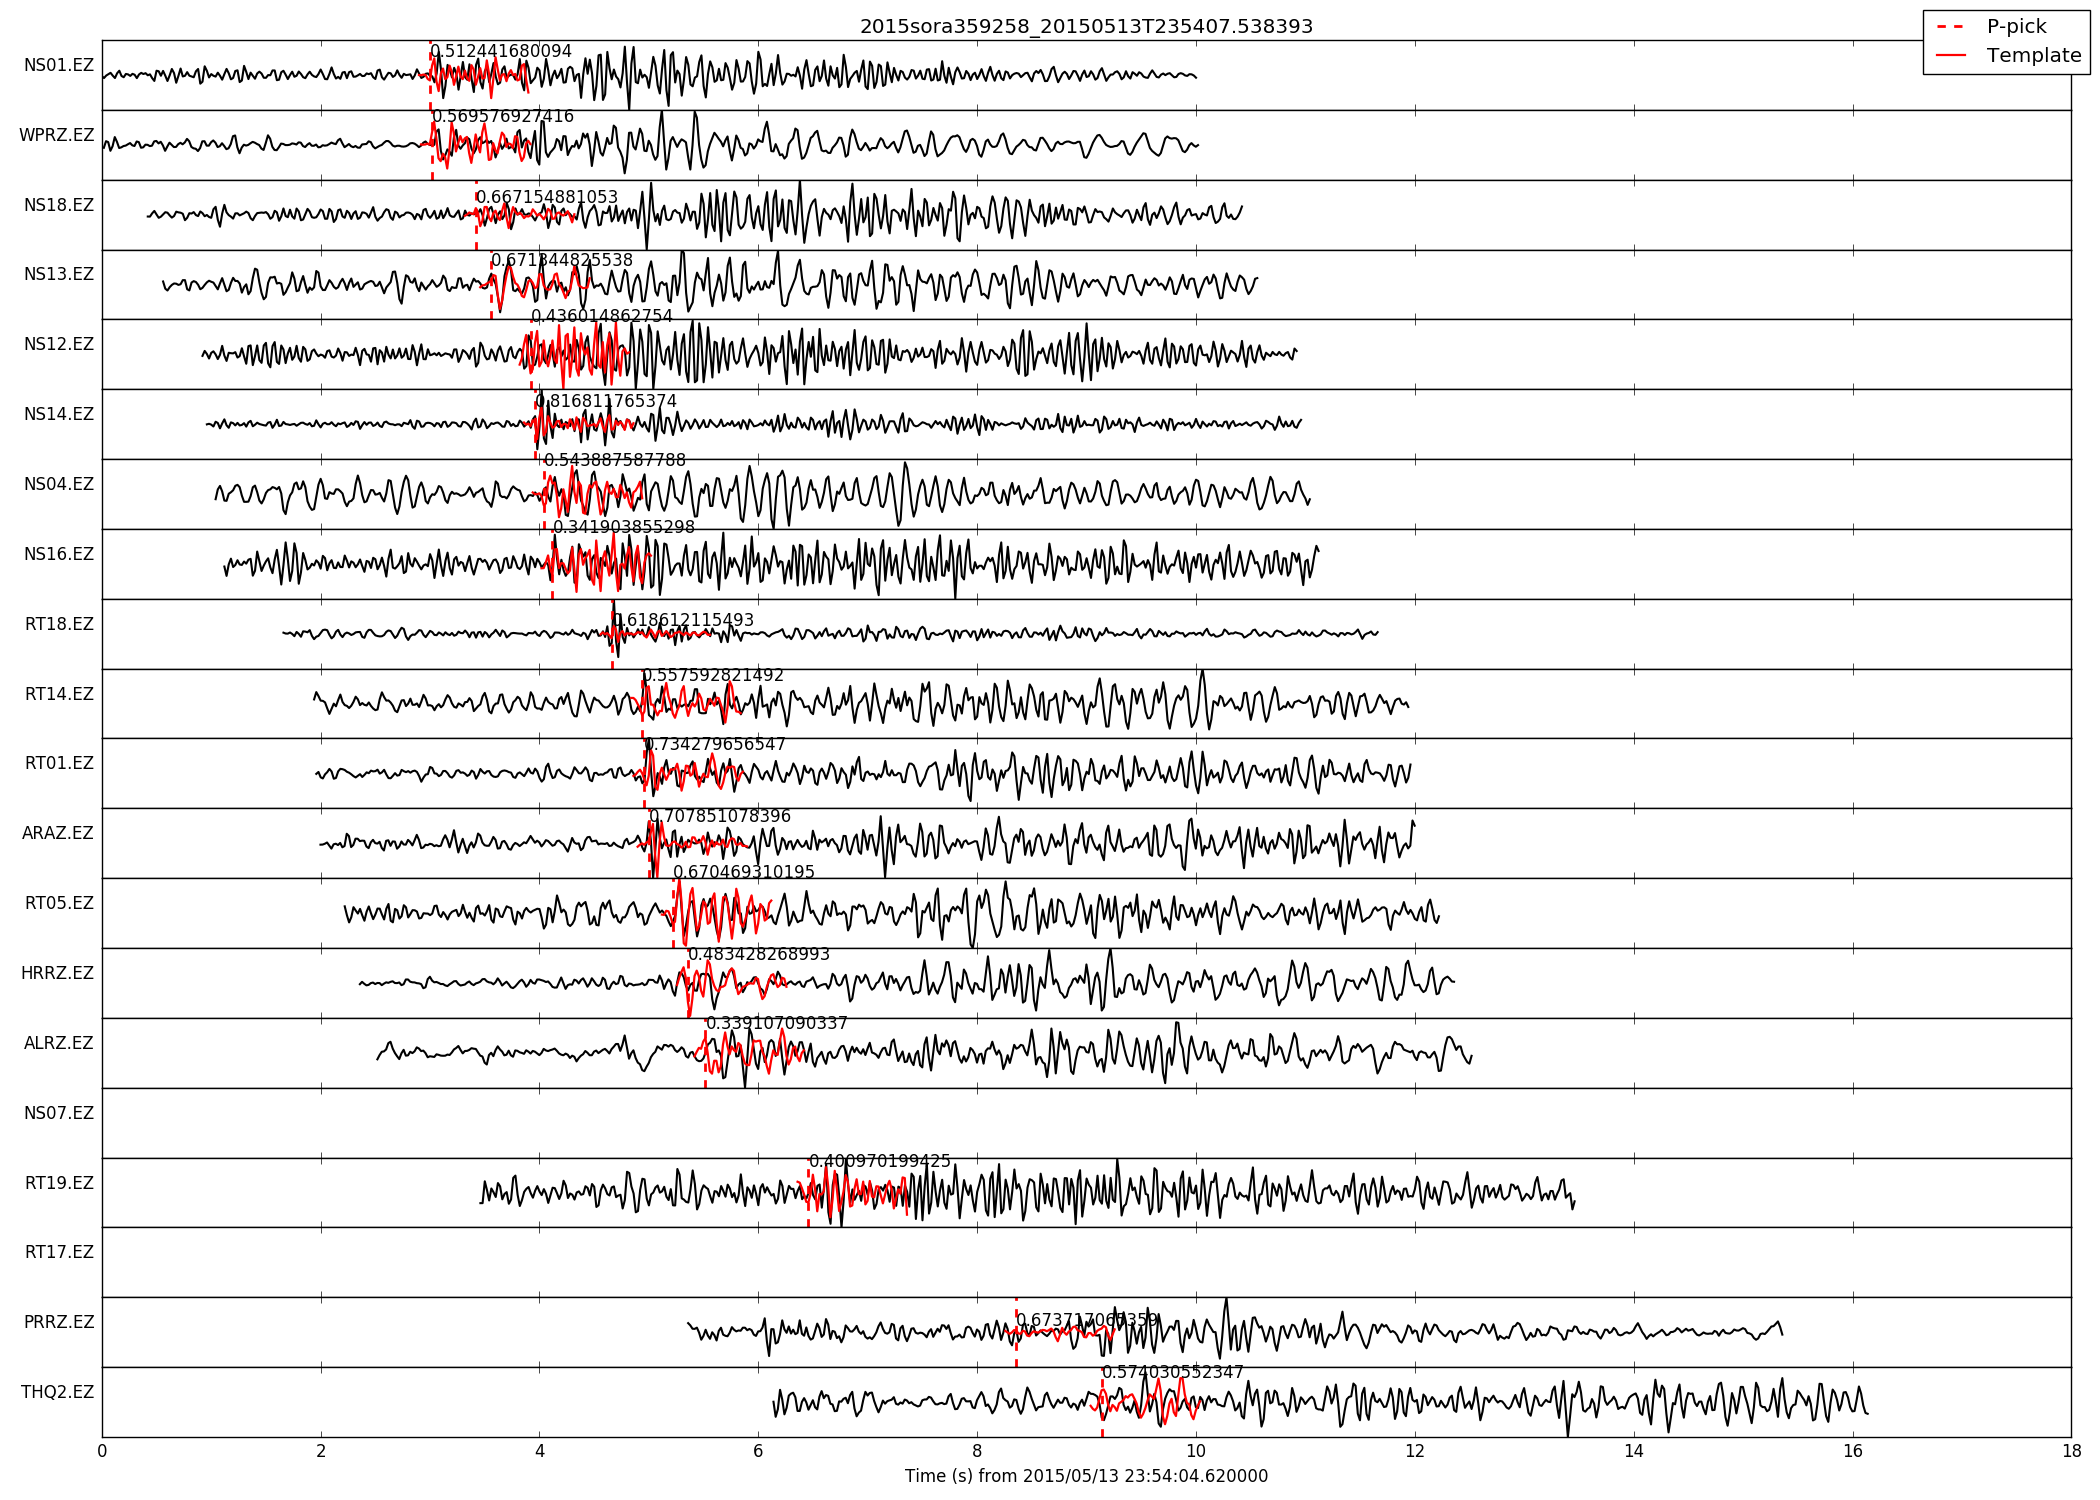 2015sora359258_20150513T235407.538393
P-pick
Template
NS01.EZ
0.512441680094
WPRZ.EZ
0.569576927416
NS18.EZ
0.667154881053
NS13.EZ
0.671344825538
NS12.EZ
0.436014862754
NS14.EZ
0.816811765374
NS04.EZ
0.543887587788
NS16.EZ
0.341903855298
RT18.EZ
0.618612115493
RT14.EZ
0.557592821492
RT01.EZ
0.734279656547
ARAZ.EZ
0.707851078396
RT05.EZ
0.670469310195
HRRZ.EZ
0.483428268993
ALRZ.EZ
0.339107090337
NS07.EZ
RT19.EZ
0.400970199425
RT17.EZ
PRRZ.EZ
0.673717065359
THQ2.EZ
0.574030552347
0 2 4 6 8 10 12 14 16 18
Time (s) from 2015/05/13 23:54:04.620000